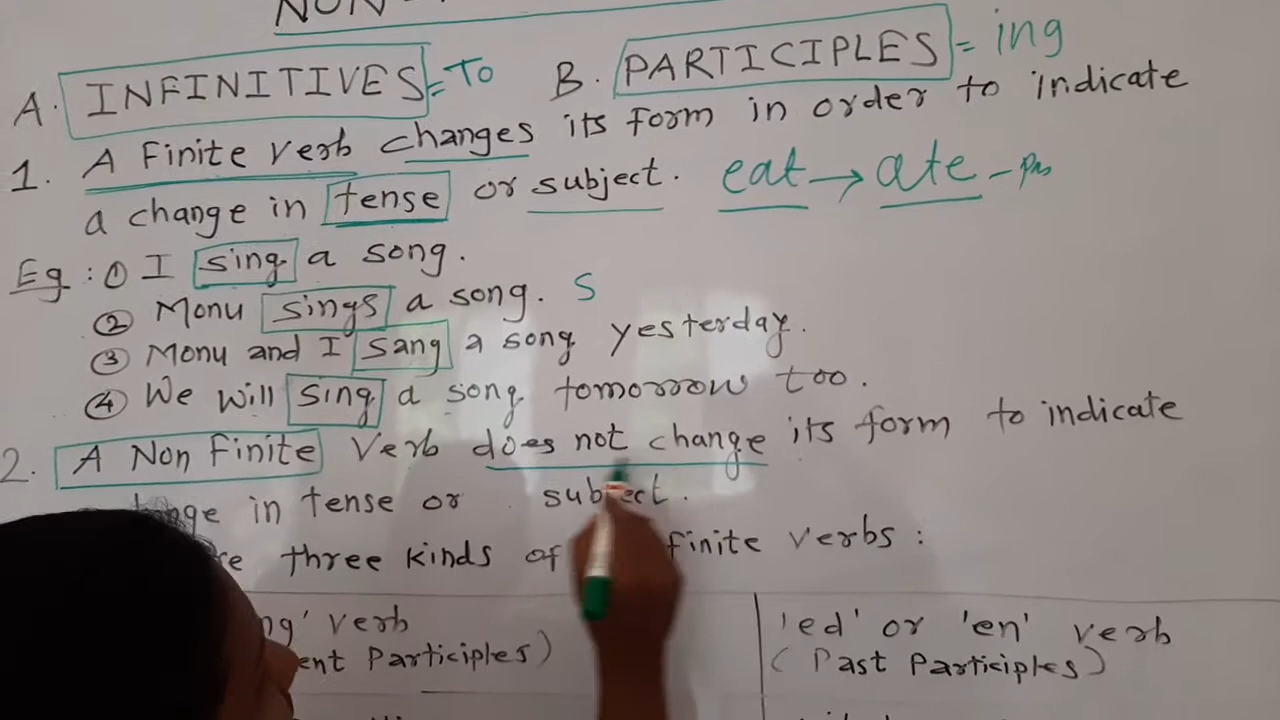 NON
A. INFINITIVES = To B. PARTICIPLES = ing
1. A Finite verb changes its form in order to indicate
a change in tense or subject. eat → ate -
Eg: ① I sing a song.
② Monu sings a song. S
③ Monu and I sang a song yesterday.
④ We will sing a song tomorrow too.
2. A Non Finite Verb does not change its form to indicate
in tense or subject.
three kinds of finite verbs:
verb
Participles)
'ed' or 'en' verb
(Past Participles)